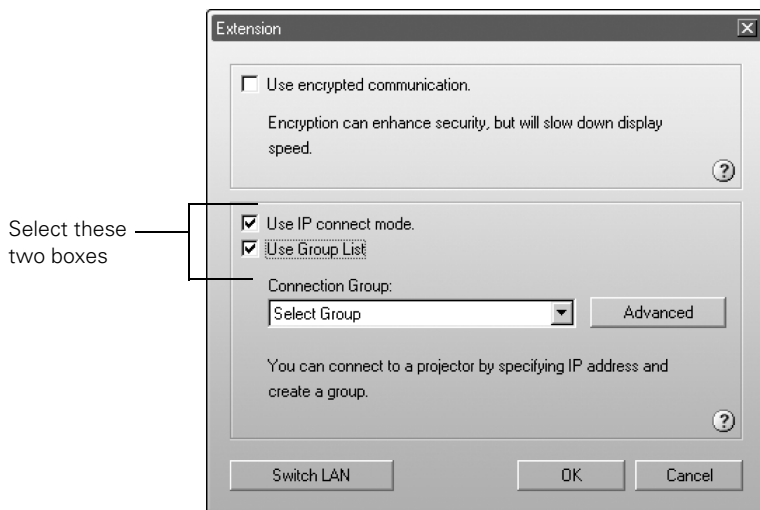 Extension
Use encrypted communication.
Encryption can enhance security, but will slow down display
speed.
Select these
two boxes
Use IP connect mode.
Use Group List
Connection Group:
Select Group
Advanced
You can connect to a projector by specifying IP address and
create a group.
Switch LAN
OK
Cancel